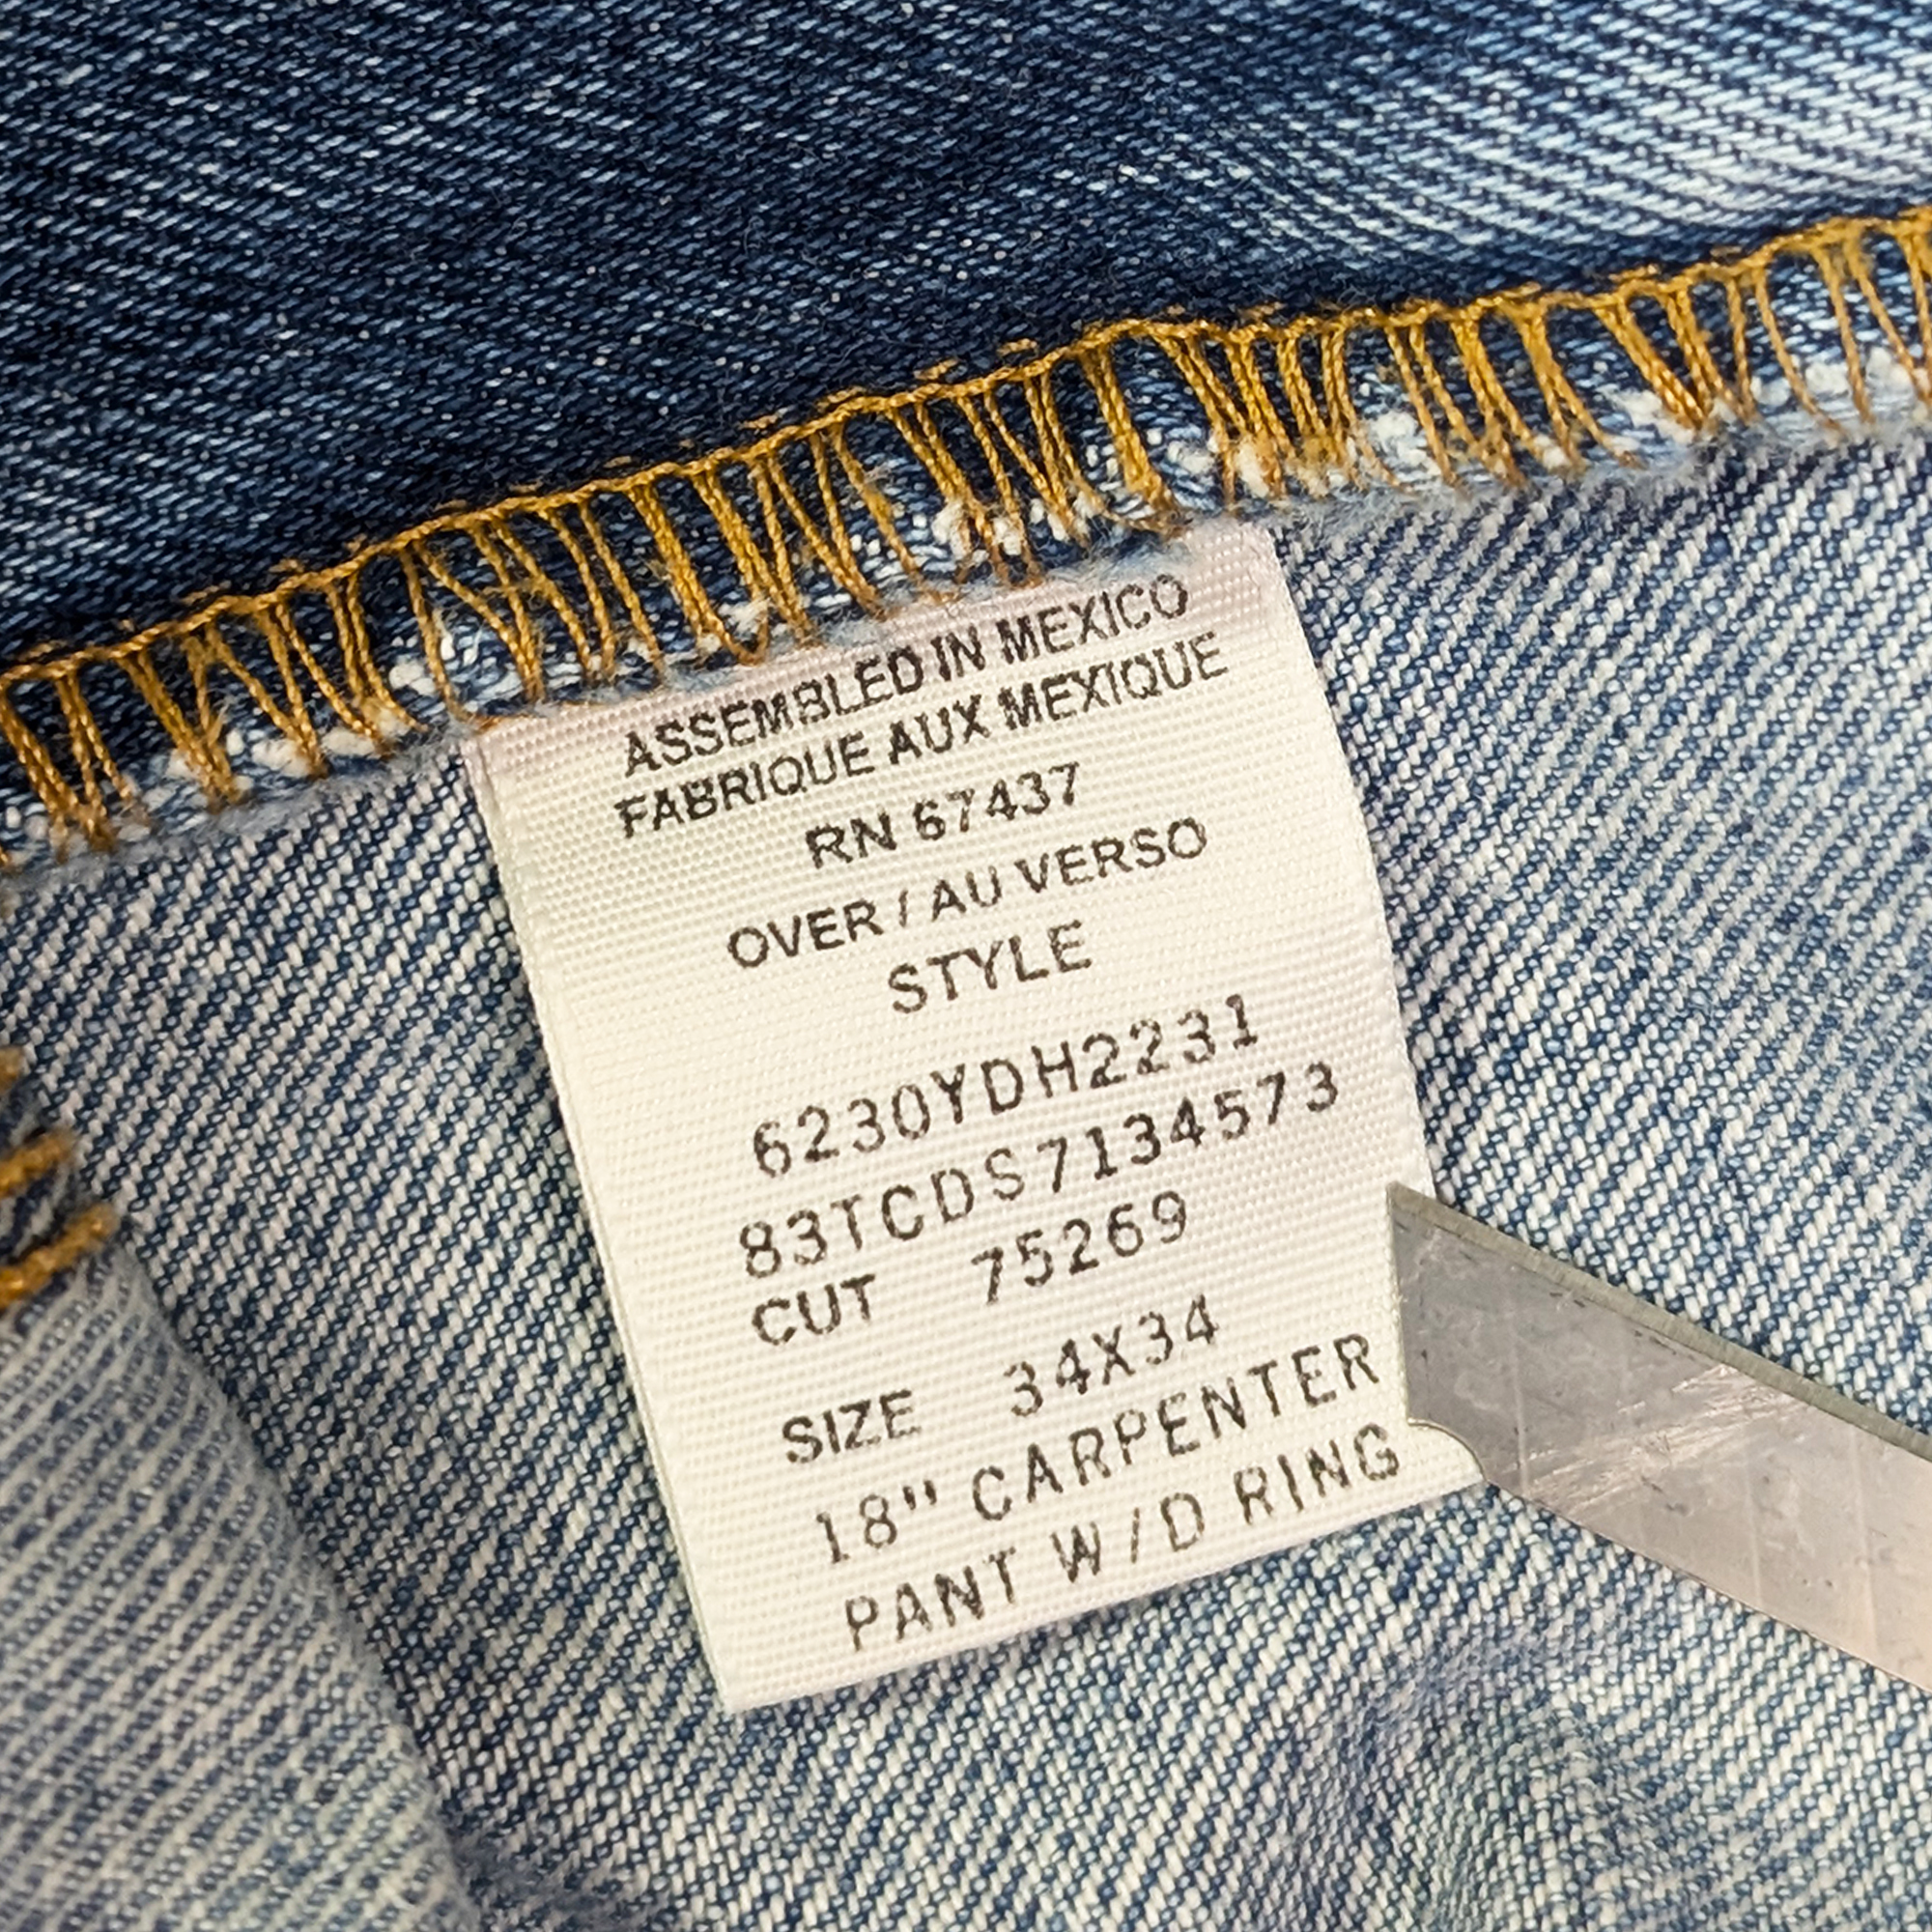 ASSEMBLED IN MEXICO
FABRIQUE AUX MEXIQUE
RN 67437
OVER / AU VERSO
STYLE
6230YDH2231
83TCDS7134573
CUT 75269
SIZE 34X34
18" CARPENTER
PANT W/D RING